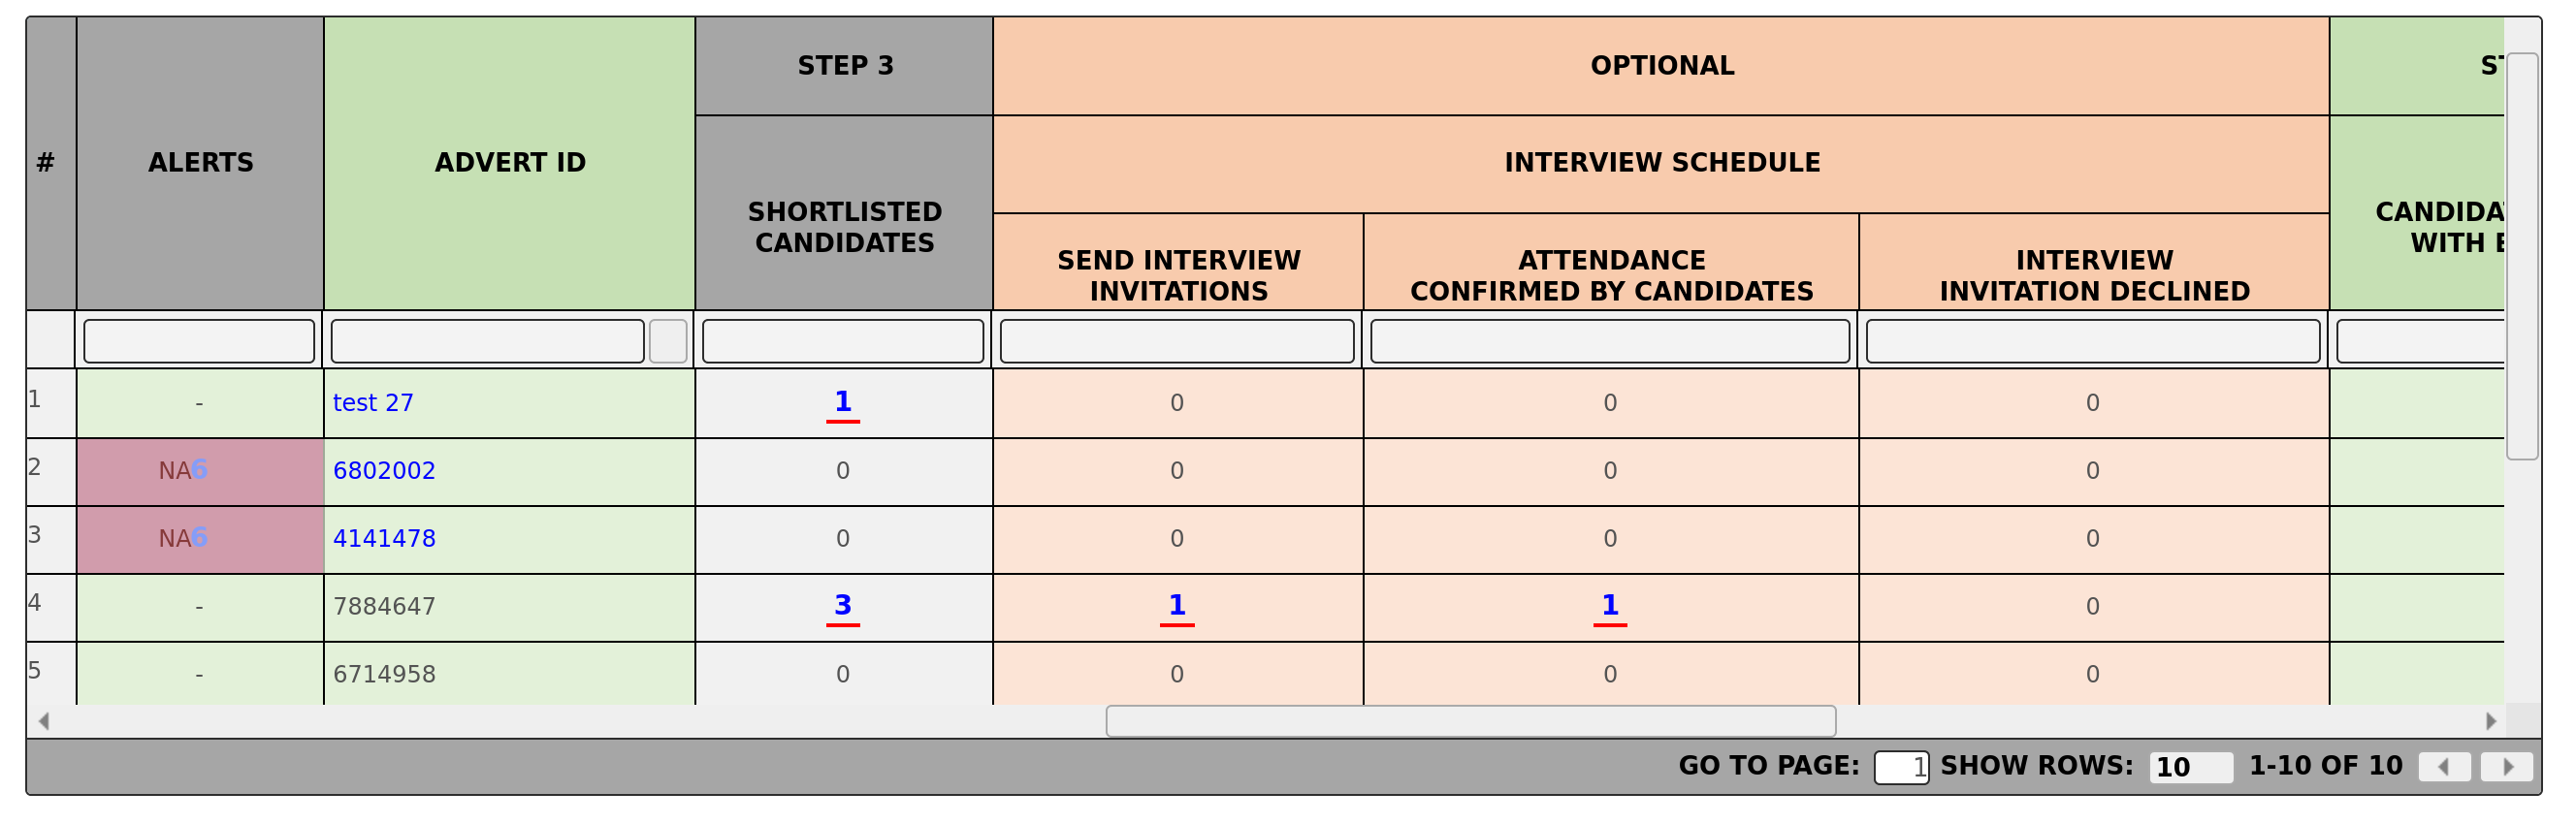 STEP 3
OPTIONAL
# ALERTS ADVERT ID
INTERVIEW SCHEDULE
SHORTLISTED
CANDIDATES
SEND INTERVIEW
INVITATIONS
ATTENDANCE
CONFIRMED BY CANDIDATES
INTERVIEW
INVITATION DECLINED
WITH
1 - test 27 1 0 0 0
2 NA6 6802002 0 0 0 0
3 NA6 4141478 0 0 0 0
4 - 7884647 3 1 1 0
5 - 6714958 0 0 0 0
GO TO PAGE: 1 SHOW ROWS: 10 1-10 OF 10